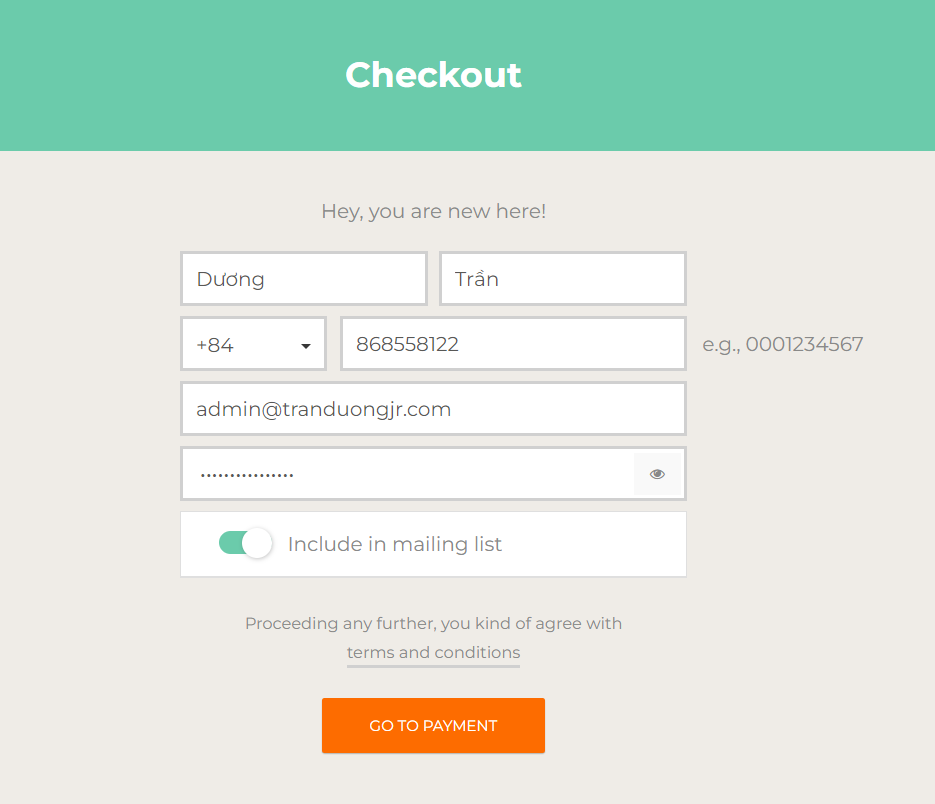 Checkout
Hey, you are new here!
Dương Trần
+84 868558122 e.g., 0001234567
admin@tranduongjr.com
Include in mailing list
Proceeding any further, you kind of agree with
terms and conditions
GO TO PAYMENT